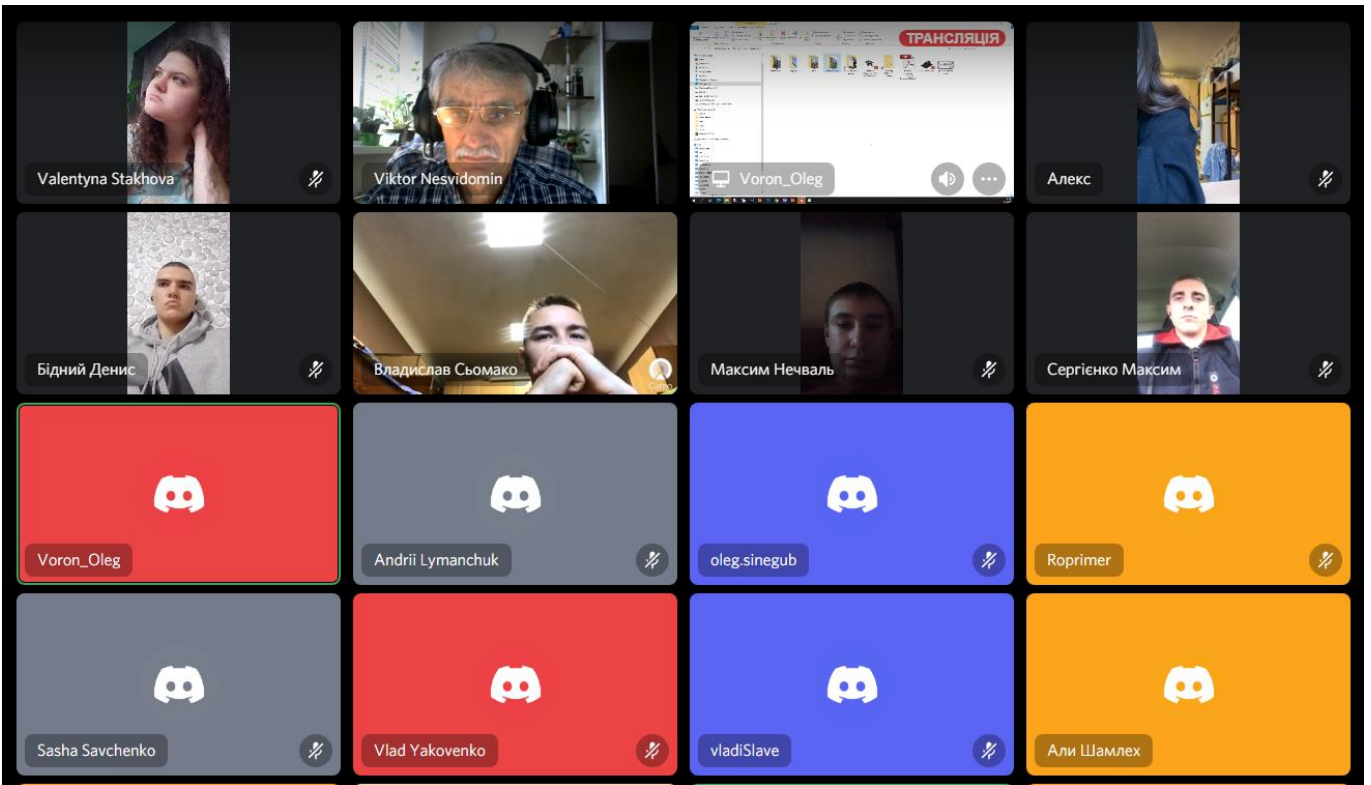 ТРАНСЛЯЦІЯ
Valentyna Stakhova
Viktor Nesvidomin
Voron_Oleg
Алекс
Бідний Денис
Владислав Сьомако
Camo
Максим Нечваль
Сергієнко Максим
Voron_Oleg
Andrii Lymanchuk
oleg.sinegub
Roprimer
Sasha Savchenko
Vlad Yakovenko
vladiSlave
Али Шамлех